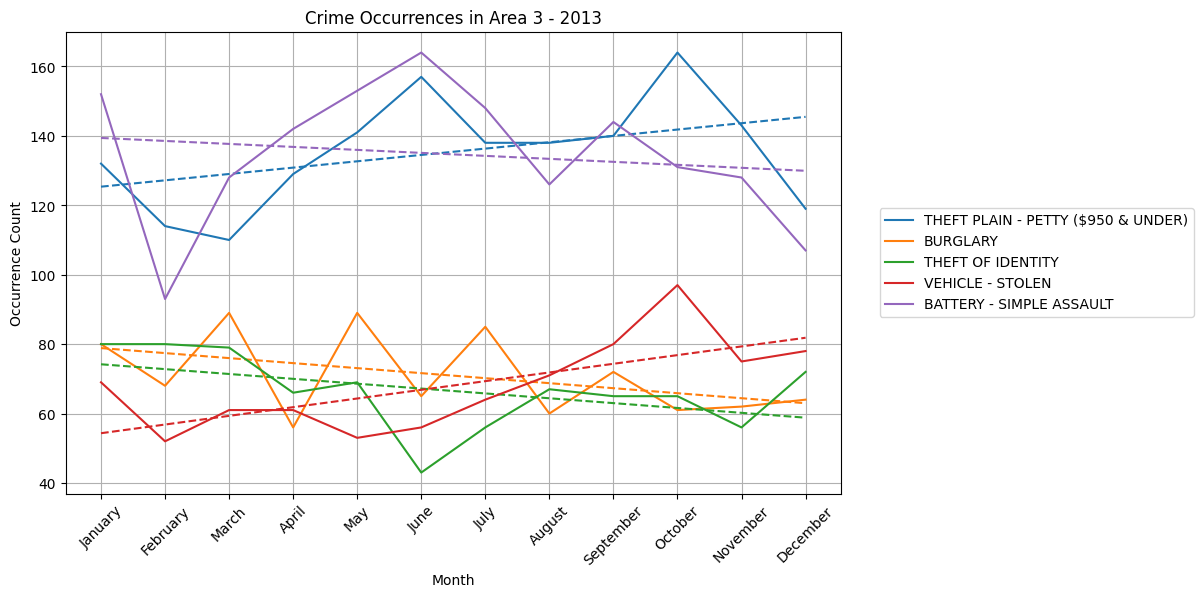 Crime Occurrences in Area 3 - 2013
Occurrence Count
160
140
120
100
80
60
40
January
February
March
April
May
June
July
August
September
October
November
December
Month
THEFT PLAIN - PETTY ($950 & UNDER)
BURGLARY
THEFT OF IDENTITY
VEHICLE - STOLEN
BATTERY - SIMPLE ASSAULT